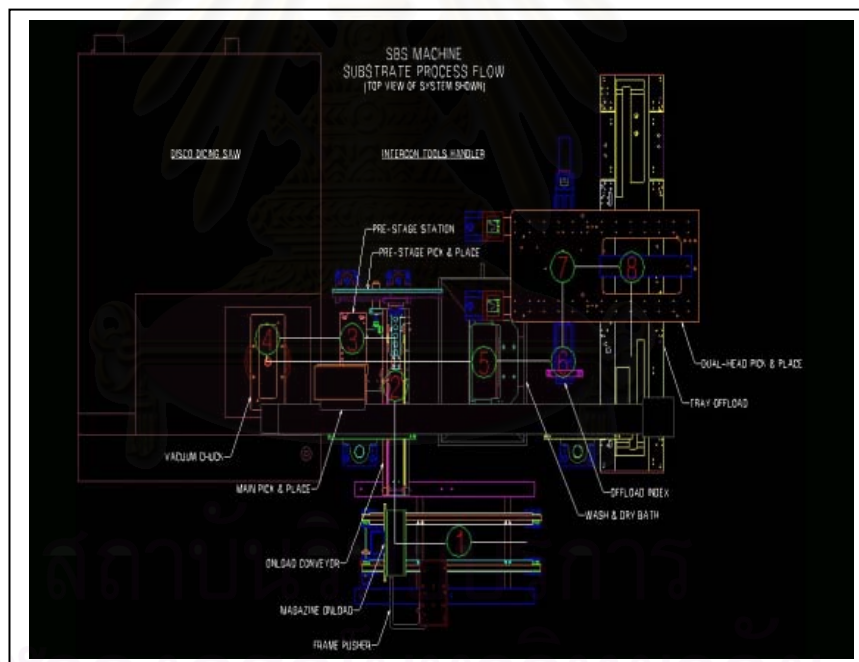 SBS MACHINE
SUBSTRATE PROCESS FLOW
(TOP VIEW OF SYSTEM SHOWN)
DISCO DICING SAW
INTERCON TOOLS HANDLER
PRE-STAGE STATION
PRE-STAGE PICK & PLACE
7
8
4
3
5
6
2
DUAL-HEAD PICK & PLACE
TRAY OFFLOAD
VACUUM CHUCK
MAIN PICK & PLACE
OFFLOAD INDEX
WASH & DRY BATH
1
ONLOAD CONVEYOR
MAGAZINE ONLOAD
FRAME PUSHER